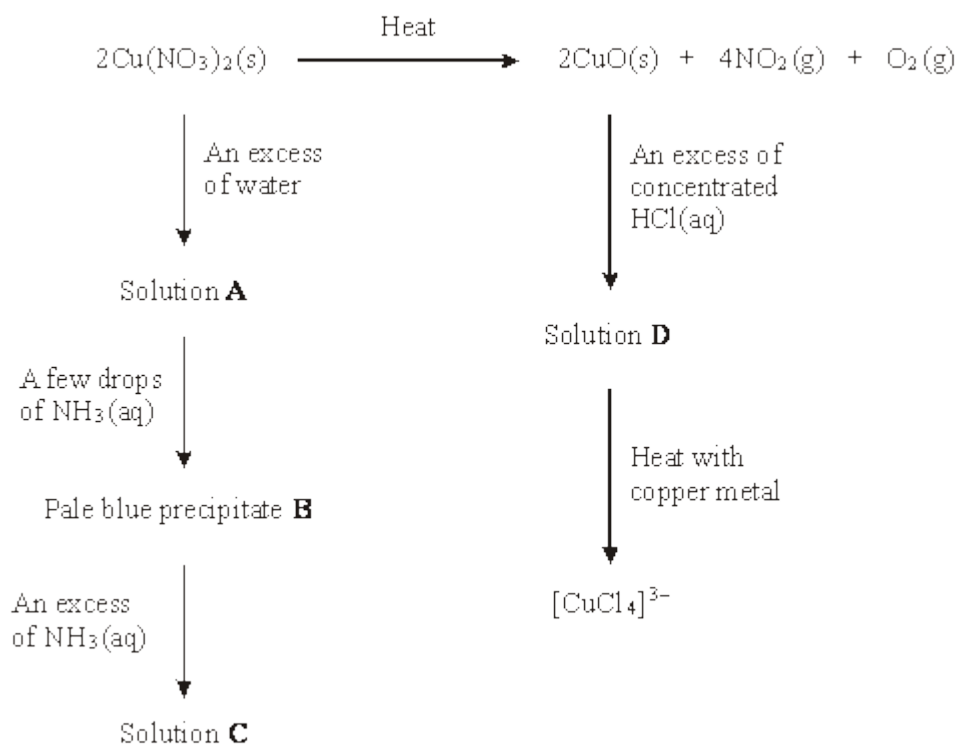 Heat
2Cu(NO₃)₂(s) 2CuO(s) + 4NO₂(g) + O₂(g)
An excess
of water
An excess of
concentrated
HCl(aq)
Solution A
Solution D
A few drops
of NH₃(aq)
Heat with
copper metal
Pale blue precipitate B
[CuCl₄]³⁻
An excess
of NH₃(aq)
Solution C